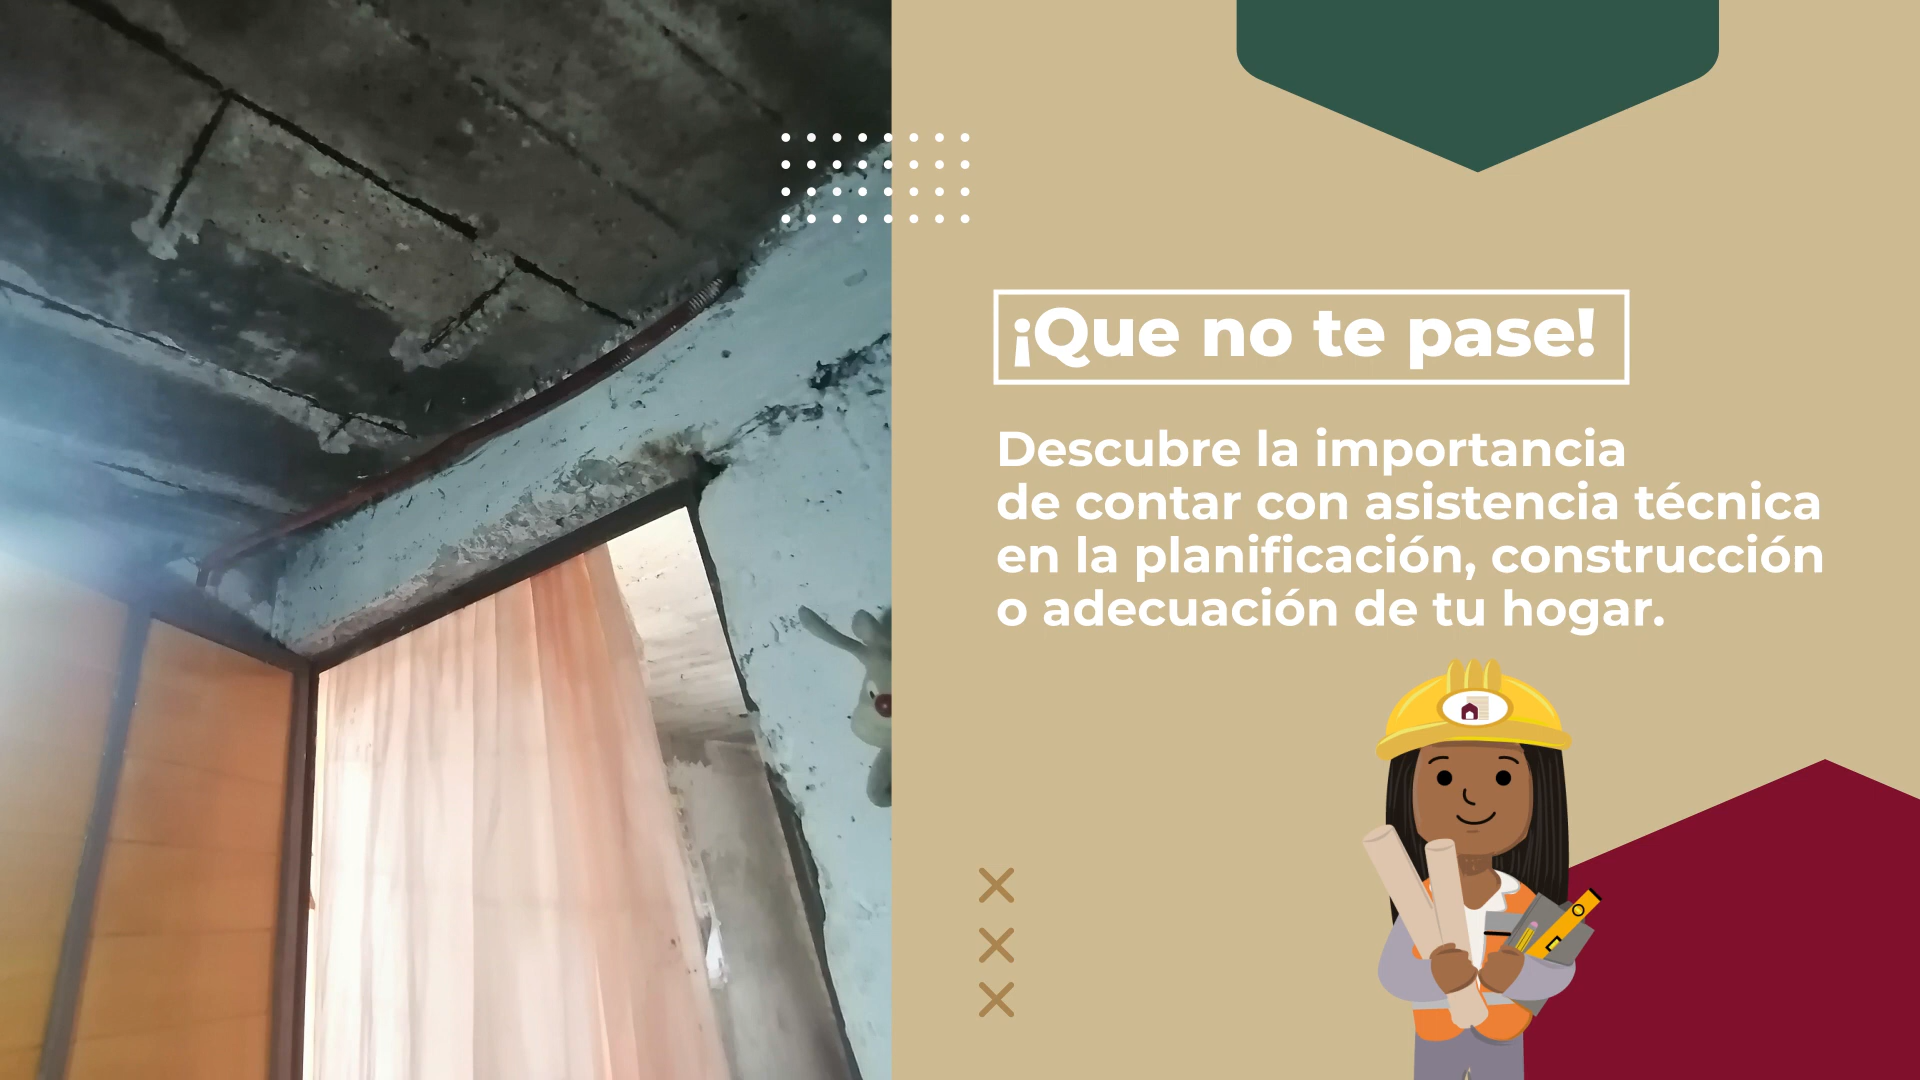 ¡Que no te pase!
Descubre la importancia
de contar con asistencia técnica
en la planificación, construcción
o adecuación de tu hogar.